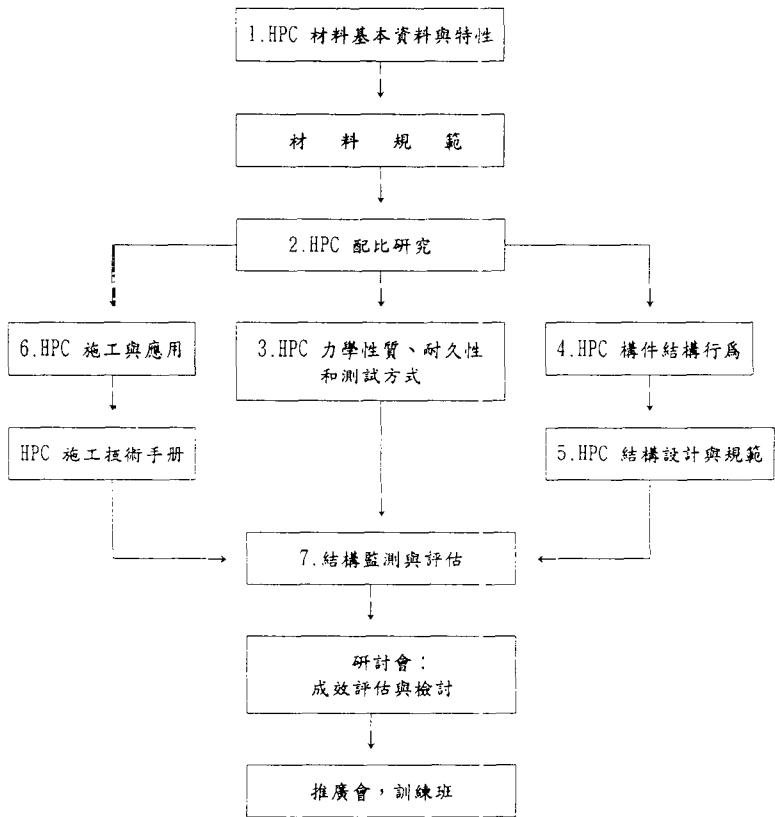 1.HPC 材料基本資料與特性
材 料 規 範
2.HPC 配比研究
6.HPC 施工與應用
3.HPC 力學性質、耐久性
和測試方式
4.HPC 構件結構行為
HPC 施工技術手册
5.HPC 結構設計與規範
7.結構監測與評估
研討會：
成效評估與檢討
推廣會，訓練班